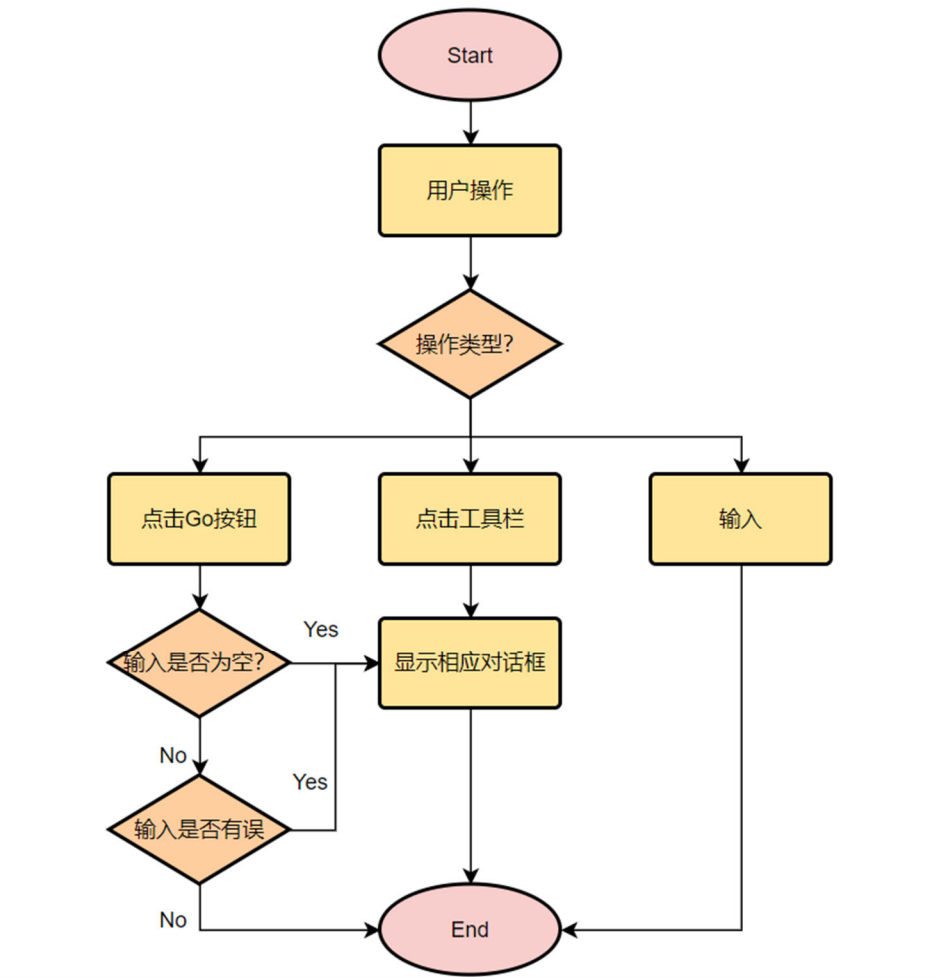 Start
用户操作
操作类型？
点击Go按钮
点击工具栏
输入
Yes
输入是否为空？
显示相应对话框
No
Yes
输入是否有误
No
End